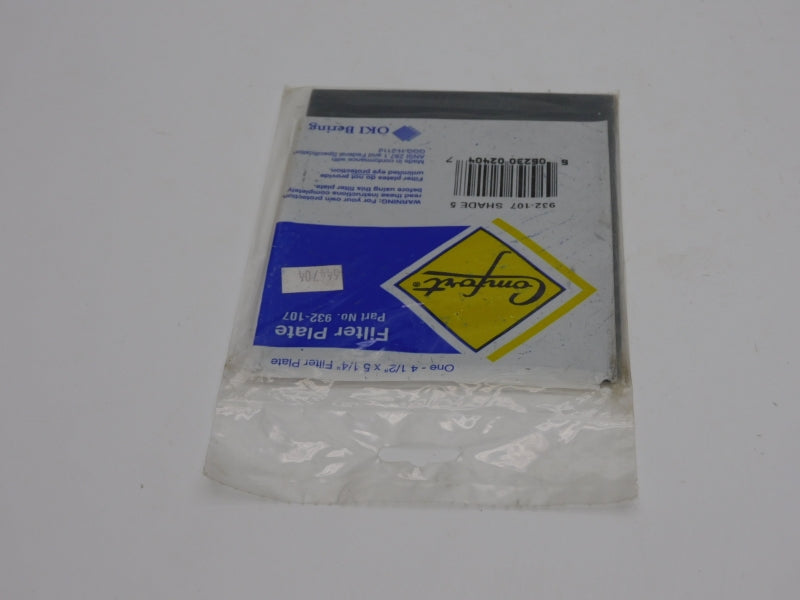 One - 4 1/2" x 5 1/4" Filter Plate
Filter Plate
Part No. 932-107
Comfort®
WARNING: For your own protection
read these instructions completely
before using this filter plate.
Filter plates do not provide
unlimited eye protection.
Made in conformance with
ANSI Z87.1 and Federal Specification
932-107 SHADE 5
6 06230 02404 7
OKI Bering